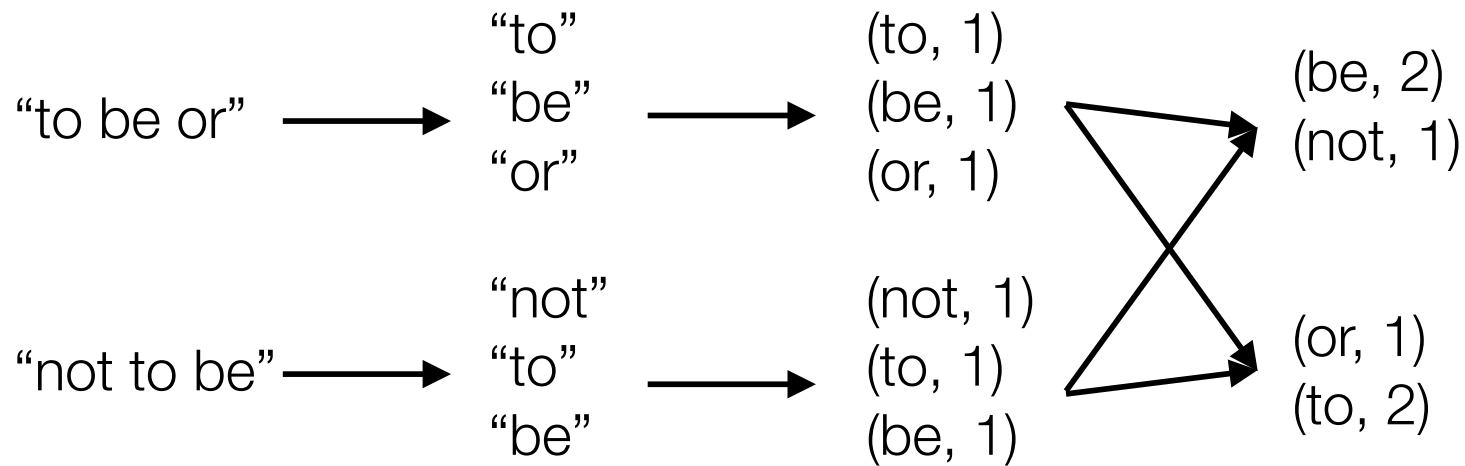 “to be or”
“to”
“be”
“or”
(to, 1)
(be, 1)
(or, 1)
(be, 2)
(not, 1)
“not to be”
“not”
“to”
“be”
(not, 1)
(to, 1)
(be, 1)
(or, 1)
(to, 2)